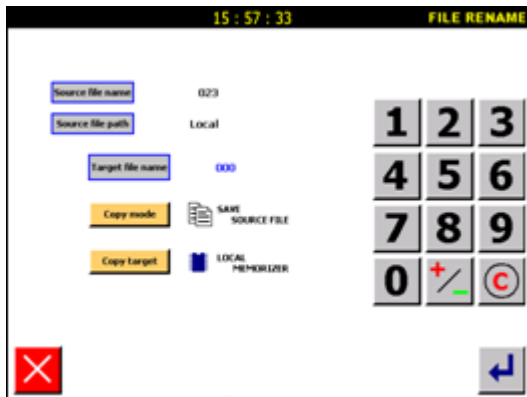 15 : 57 : 33
FILE RENAME
Source file name 023
Source file path Local
Target file name 000
Copy mode SAVE
SOURCE FILE
Copy target LOCAL
MEMORIZER
1 2 3
4 5 6
7 8 9
0 +/- C